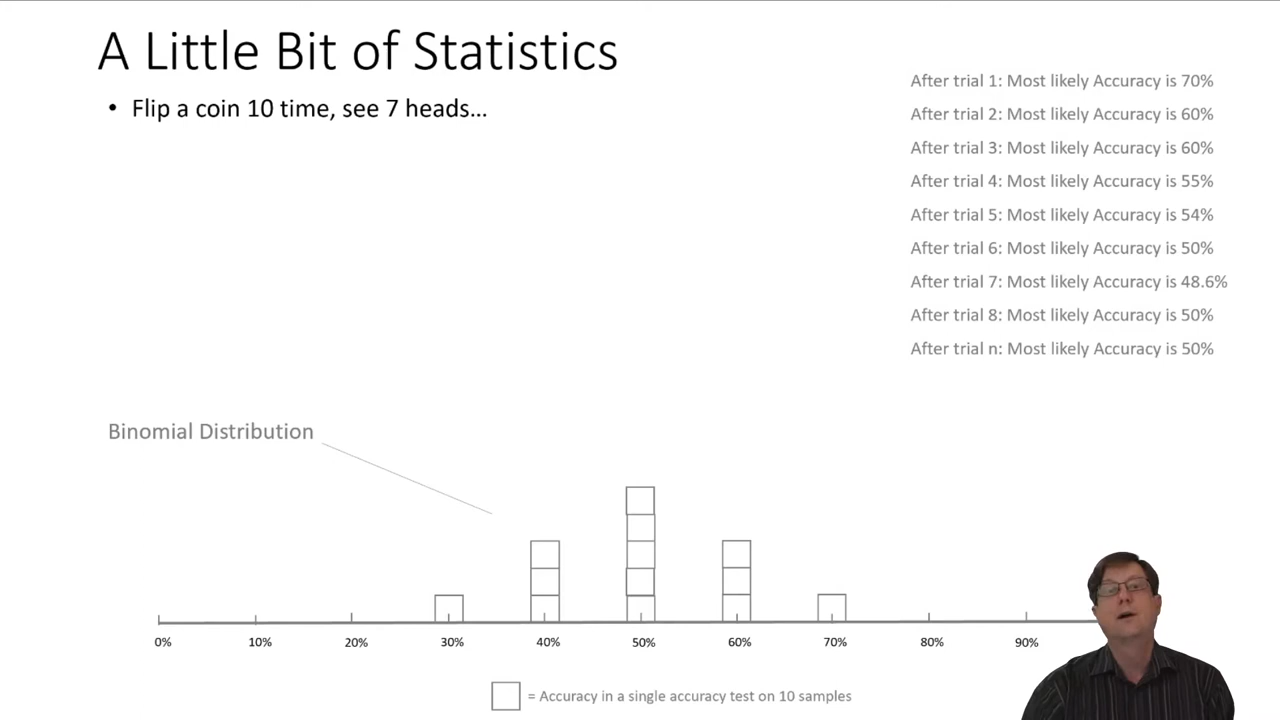 A Little Bit of Statistics
• Flip a coin 10 time, see 7 heads...
After trial 1: Most likely Accuracy is 70%
After trial 2: Most likely Accuracy is 60%
After trial 3: Most likely Accuracy is 60%
After trial 4: Most likely Accuracy is 55%
After trial 5: Most likely Accuracy is 54%
After trial 6: Most likely Accuracy is 50%
After trial 7: Most likely Accuracy is 48.6%
After trial 8: Most likely Accuracy is 50%
After trial n: Most likely Accuracy is 50%
Binomial Distribution
0% 10% 20% 30% 40% 50% 60% 70% 80% 90%
= Accuracy in a single accuracy test on 10 samples